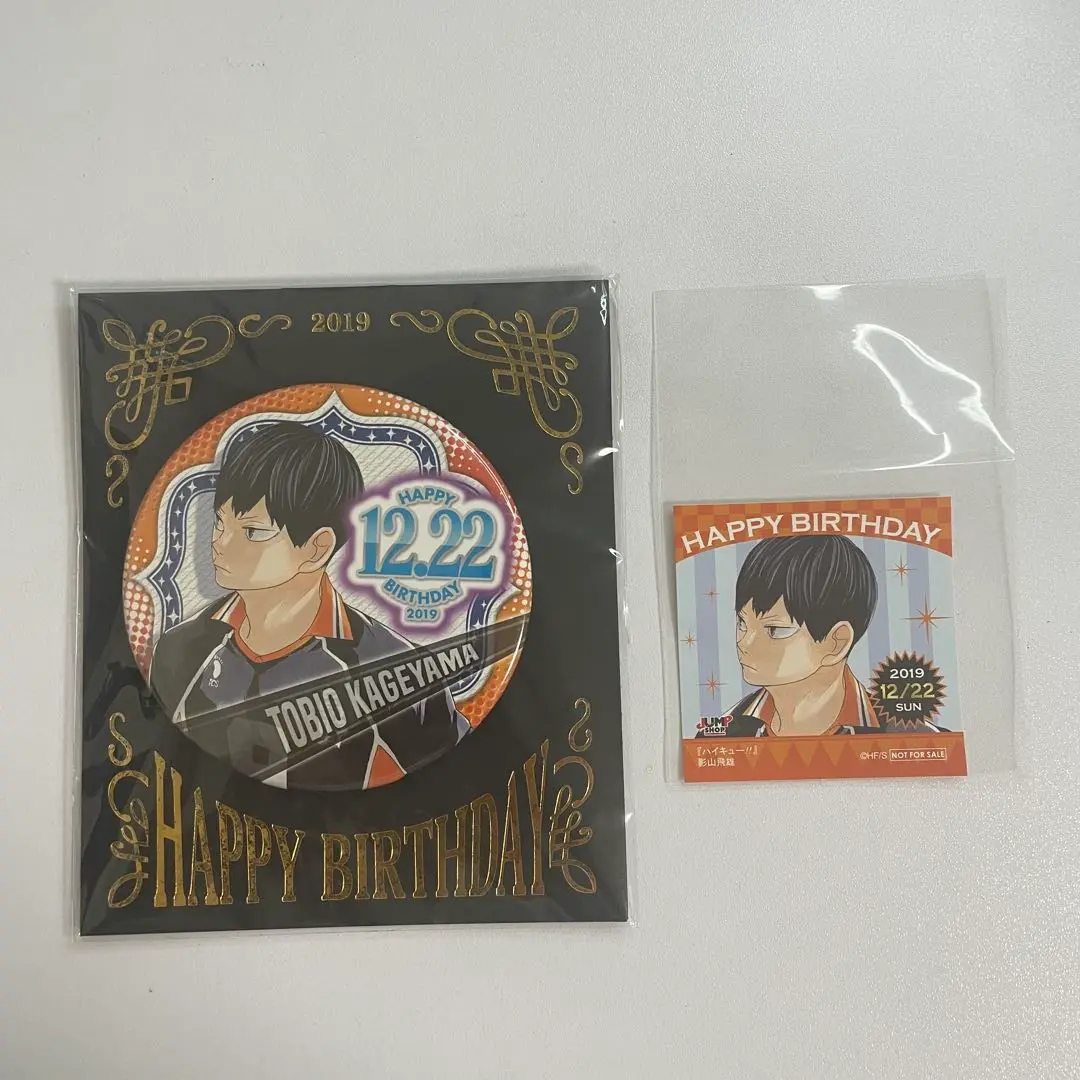 2019
HAPPY
12.22
BIRTHDAY
2019
TOBIO KAGEYAMA
HAPPY BIRTHDAY
HAPPY BIRTHDAY
2019
12/22
SUN
JUMP
SHOP
『ハイキュー!!』
影山飛雄
©HF/S NOT FOR SALE